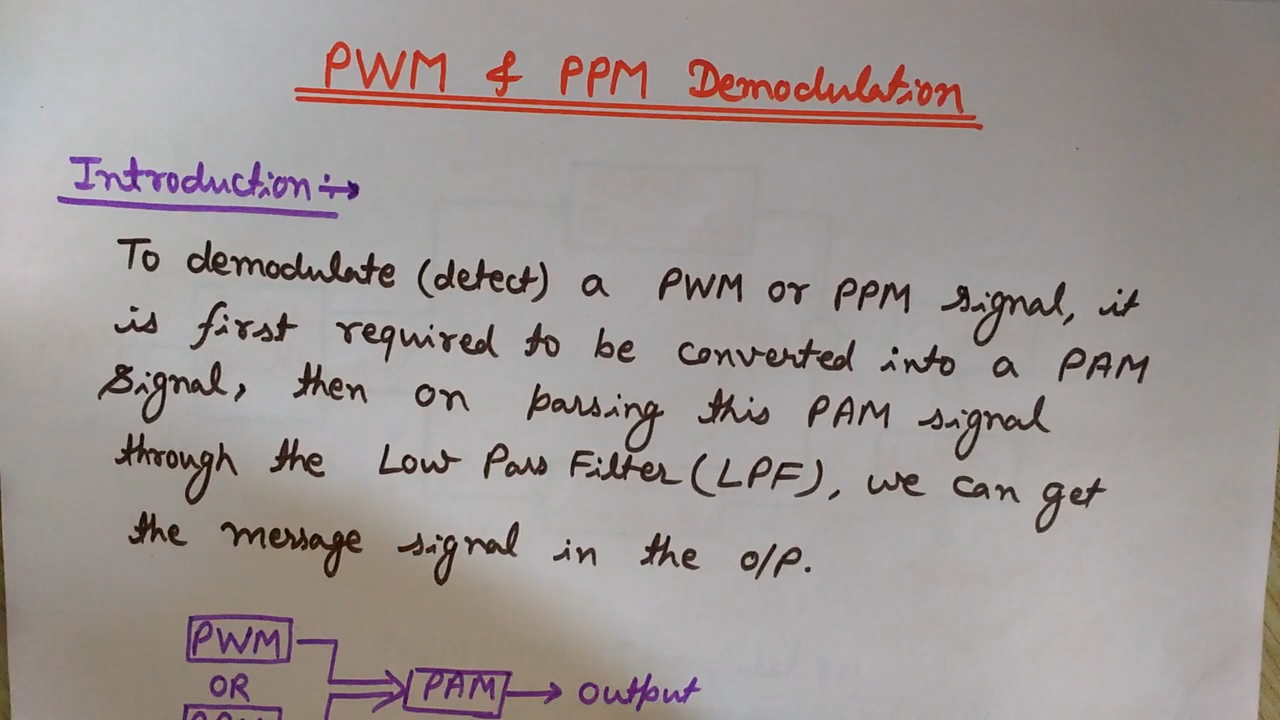 PWM & PPM Demodulation
Introduction :→
To demodulate (detect) a PWM or PPM signal, it
is first required to be converted into a PAM
signal, then on passing this PAM signal
through the Low Pass Filter (LPF), we can get
the message signal in the o/p.
PWM
OR
PAM → output